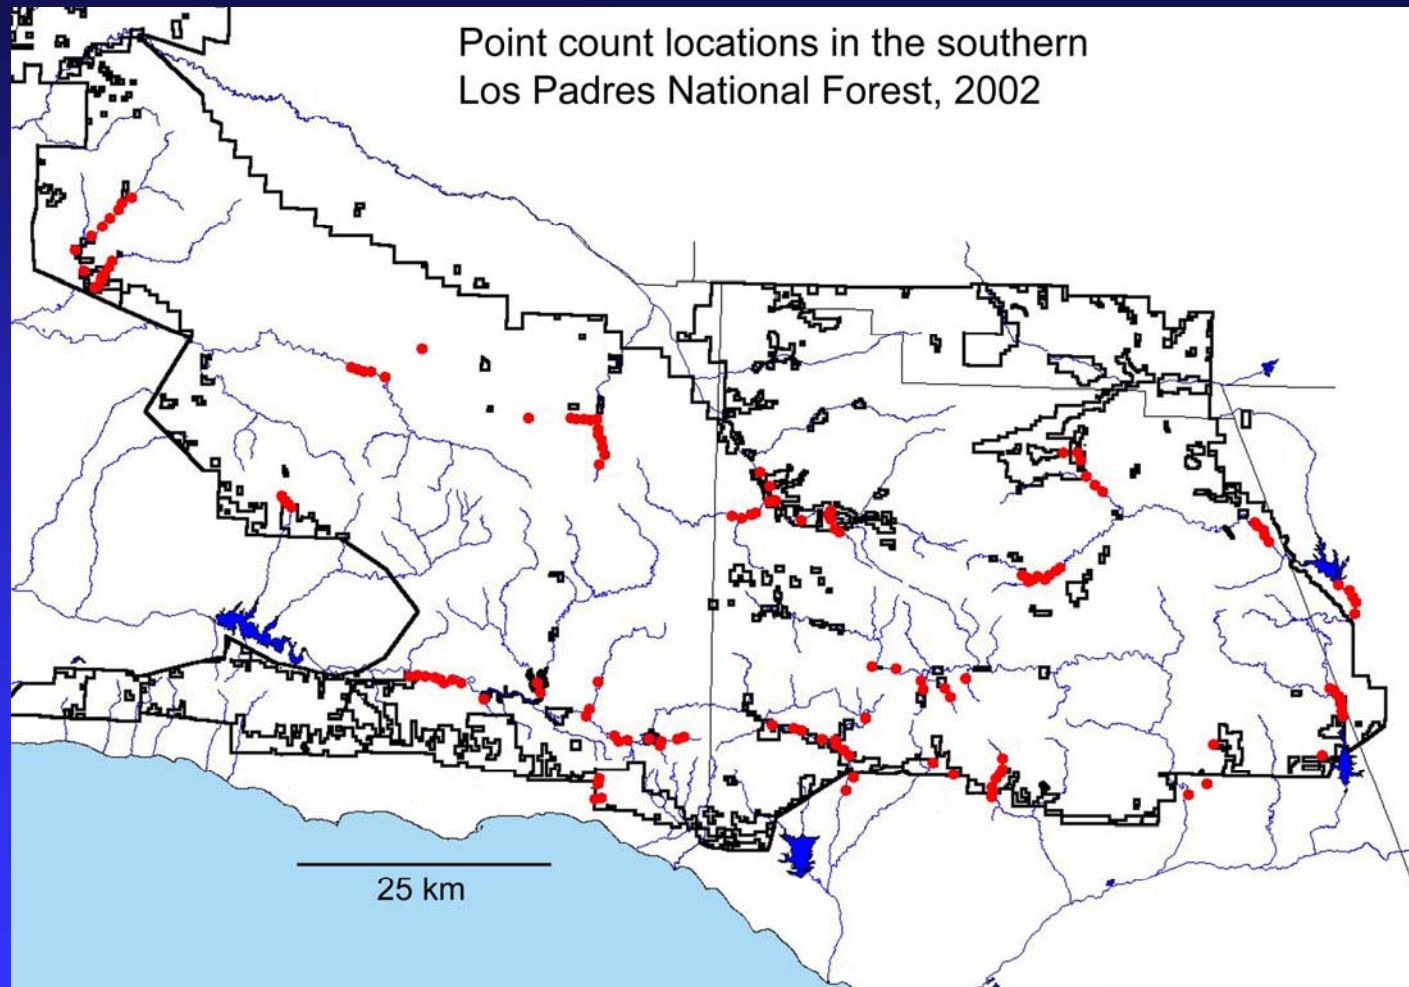 Point count locations in the southern
Los Padres National Forest, 2002
25 km